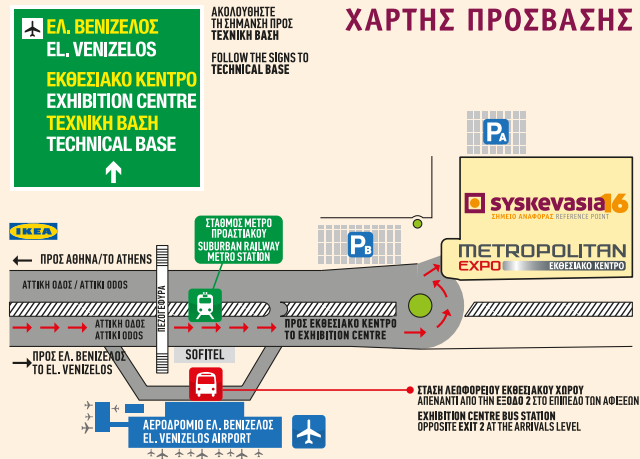 ΧΑΡΤΗΣ ΠΡΟΣΒΑΣΗΣ
ΕΛ. ΒΕΝΙΖΕΛΟΣ
EL. VENIZELOS
ΕΚΘΕΣΙΑΚΟ ΚΕΝΤΡΟ
EXHIBITION CENTRE
ΤΕΧΝΙΚΗ ΒΑΣΗ
TECHNICAL BASE
ΑΚΟΛΟΥΘΗΣΤΕ
ΤΗ ΣΗΜΑΝΣΗ ΠΡΟΣ
ΤΕΧΝΙΚΗ ΒΑΣΗ
FOLLOW THE SIGNS TO
TECHNICAL BASE
PA
PB
SYSKEVASIA16
ΣΗΜΕΙΟ ΑΝΑΦΟΡΑΣ REFERENCE POINT
METROPOLITAN
EXPO ΕΚΘΕΣΙΑΚΟ ΚΕΝΤΡΟ
IKEA
ΣΤΑΘΜΟΣ ΜΕΤΡΟ
ΠΡΟΑΣΤΙΑΚΟΥ
SUBURBAN RAILWAY
METRO STATION
ΠΡΟΣ ΑΘΗΝΑ/TO ATHENS
ΑΤΤΙΚΗ ΟΔΟΣ / ATTIKI ODOS
ΠΕΖΟΓΕΦΥΡΑ
ΑΤΤΙΚΗ ΟΔΟΣ
ATTIKI ODOS
ΠΡΟΣ ΕΚΘΕΣΙΑΚΟ ΚΕΝΤΡΟ
TO EXHIBITION CENTRE
ΠΡΟΣ ΕΛ. ΒΕΝΙΖΕΛΟΣ
TO EL. VENIZELOS
SOFITEL
ΑΕΡΟΔΡΟΜΙΟ ΕΛ. ΒΕΝΙΖΕΛΟΣ
EL. VENIZELOS AIRPORT
ΣΤΑΣΗ ΛΕΩΦΟΡΕΙΟΥ ΕΚΘΕΣΙΑΚΟΥ ΧΩΡΟΥ
ΑΠΕΝΑΝΤΙ ΑΠΟ ΤΗΝ ΕΞΟΔΟ 2 ΣΤΟ ΕΠΙΠΕΔΟ ΤΩΝ ΑΦΙΞΕΩΝ
EXHIBITION CENTRE BUS STATION
OPPOSITE EXIT 2 AT THE ARRIVALS LEVEL